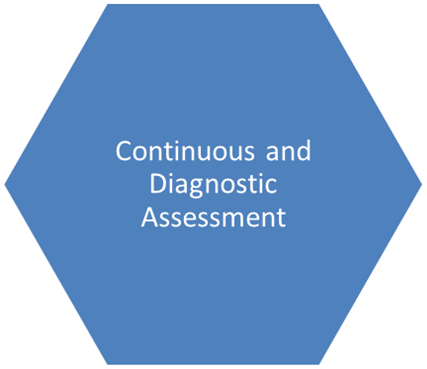 Continuous and
Diagnostic
Assessment